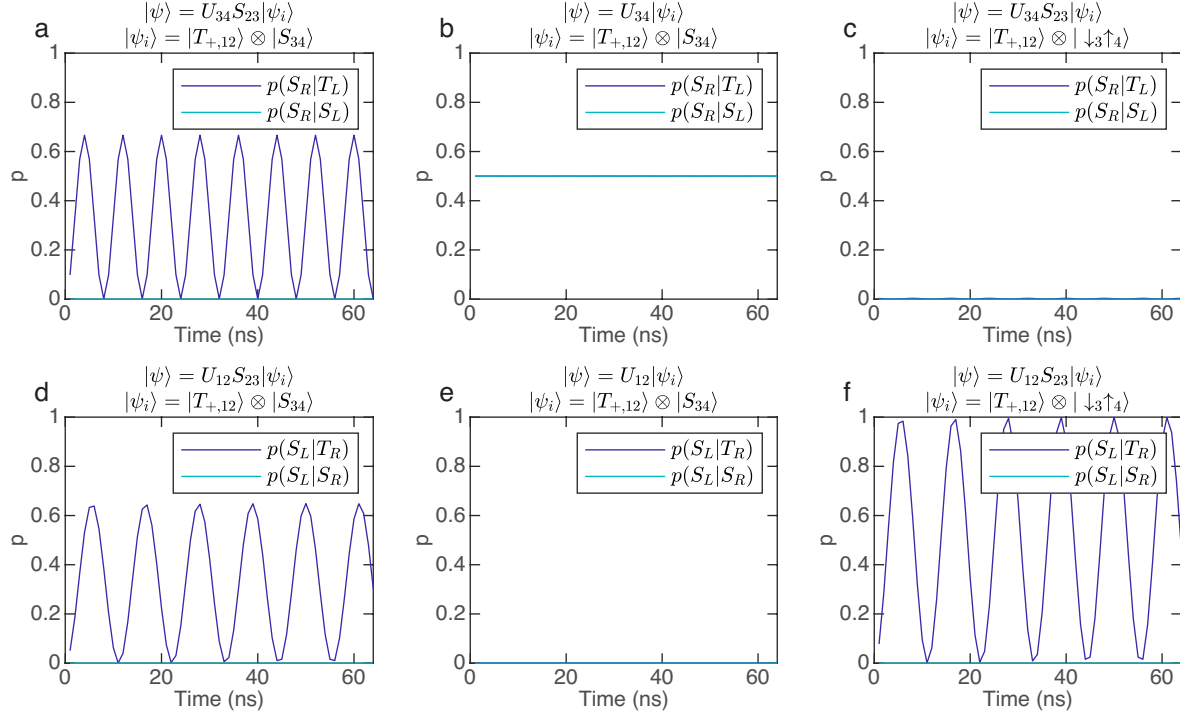 a
|ψ⟩ = U₃₄S₂₃|ψᵢ⟩
|ψᵢ⟩ = |T₊,₁₂⟩ ⊗ |S₃₄⟩
p(S_R|T_L)
p(S_R|S_L)
1
0.8
0.6
0.4
0.2
0
p
0 20 40 60
Time (ns)
b
|ψ⟩ = U₃₄|ψᵢ⟩
|ψᵢ⟩ = |T₊,₁₂⟩ ⊗ |S₃₄⟩
p(S_R|T_L)
p(S_R|S_L)
1
0.8
0.6
0.4
0.2
0
p
0 20 40 60
Time (ns)
c
|ψ⟩ = U₃₄S₂₃|ψᵢ⟩
|ψᵢ⟩ = |T₊,₁₂⟩ ⊗ | ↓₃↑₄⟩
p(S_R|T_L)
p(S_R|S_L)
1
0.8
0.6
0.4
0.2
0
p
0 20 40 60
Time (ns)
d
|ψ⟩ = U₁₂S₂₃|ψᵢ⟩
|ψᵢ⟩ = |T₊,₁₂⟩ ⊗ |S₃₄⟩
p(S_L|T_R)
p(S_L|S_R)
1
0.8
0.6
0.4
0.2
0
p
0 20 40 60
Time (ns)
e
|ψ⟩ = U₁₂|ψᵢ⟩
|ψᵢ⟩ = |T₊,₁₂⟩ ⊗ |S₃₄⟩
p(S_L|T_R)
p(S_L|S_R)
1
0.8
0.6
0.4
0.2
0
p
0 20 40 60
Time (ns)
f
|ψ⟩ = U₁₂S₂₃|ψᵢ⟩
|ψᵢ⟩ = |T₊,₁₂⟩ ⊗ | ↓₃↑₄⟩
p(S_L|T_R)
p(S_L|S_R)
1
0.8
0.6
0.4
0.2
0
p
0 20 40 60
Time (ns)